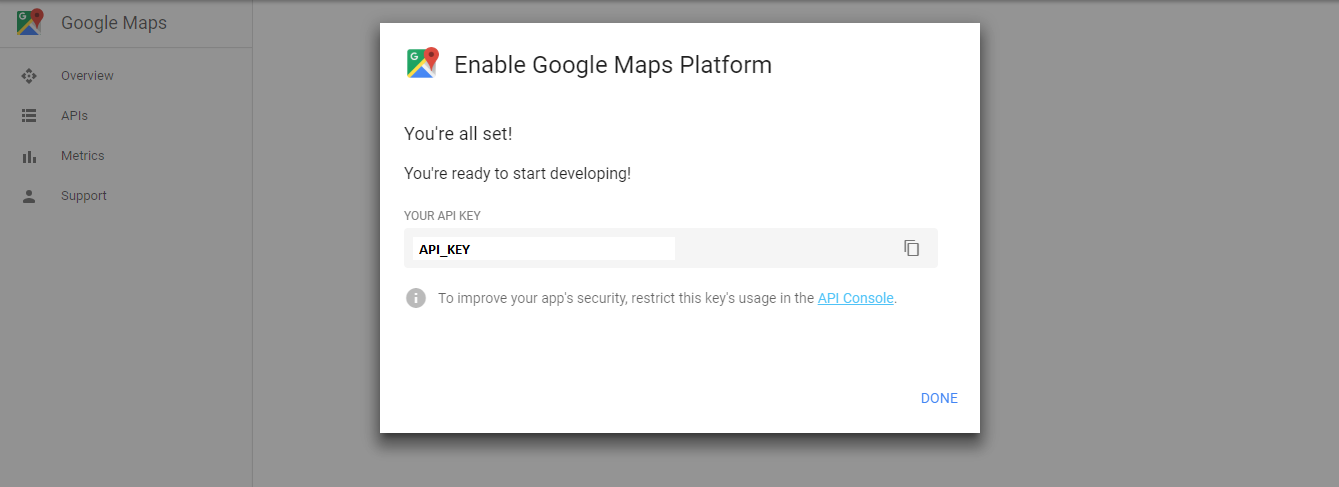 Google Maps
Overview
APIs
Metrics
Support
G
Enable Google Maps Platform
You're all set!
You're ready to start developing!
YOUR API KEY
API_KEY
To improve your app's security, restrict this key's usage in the API Console.
DONE